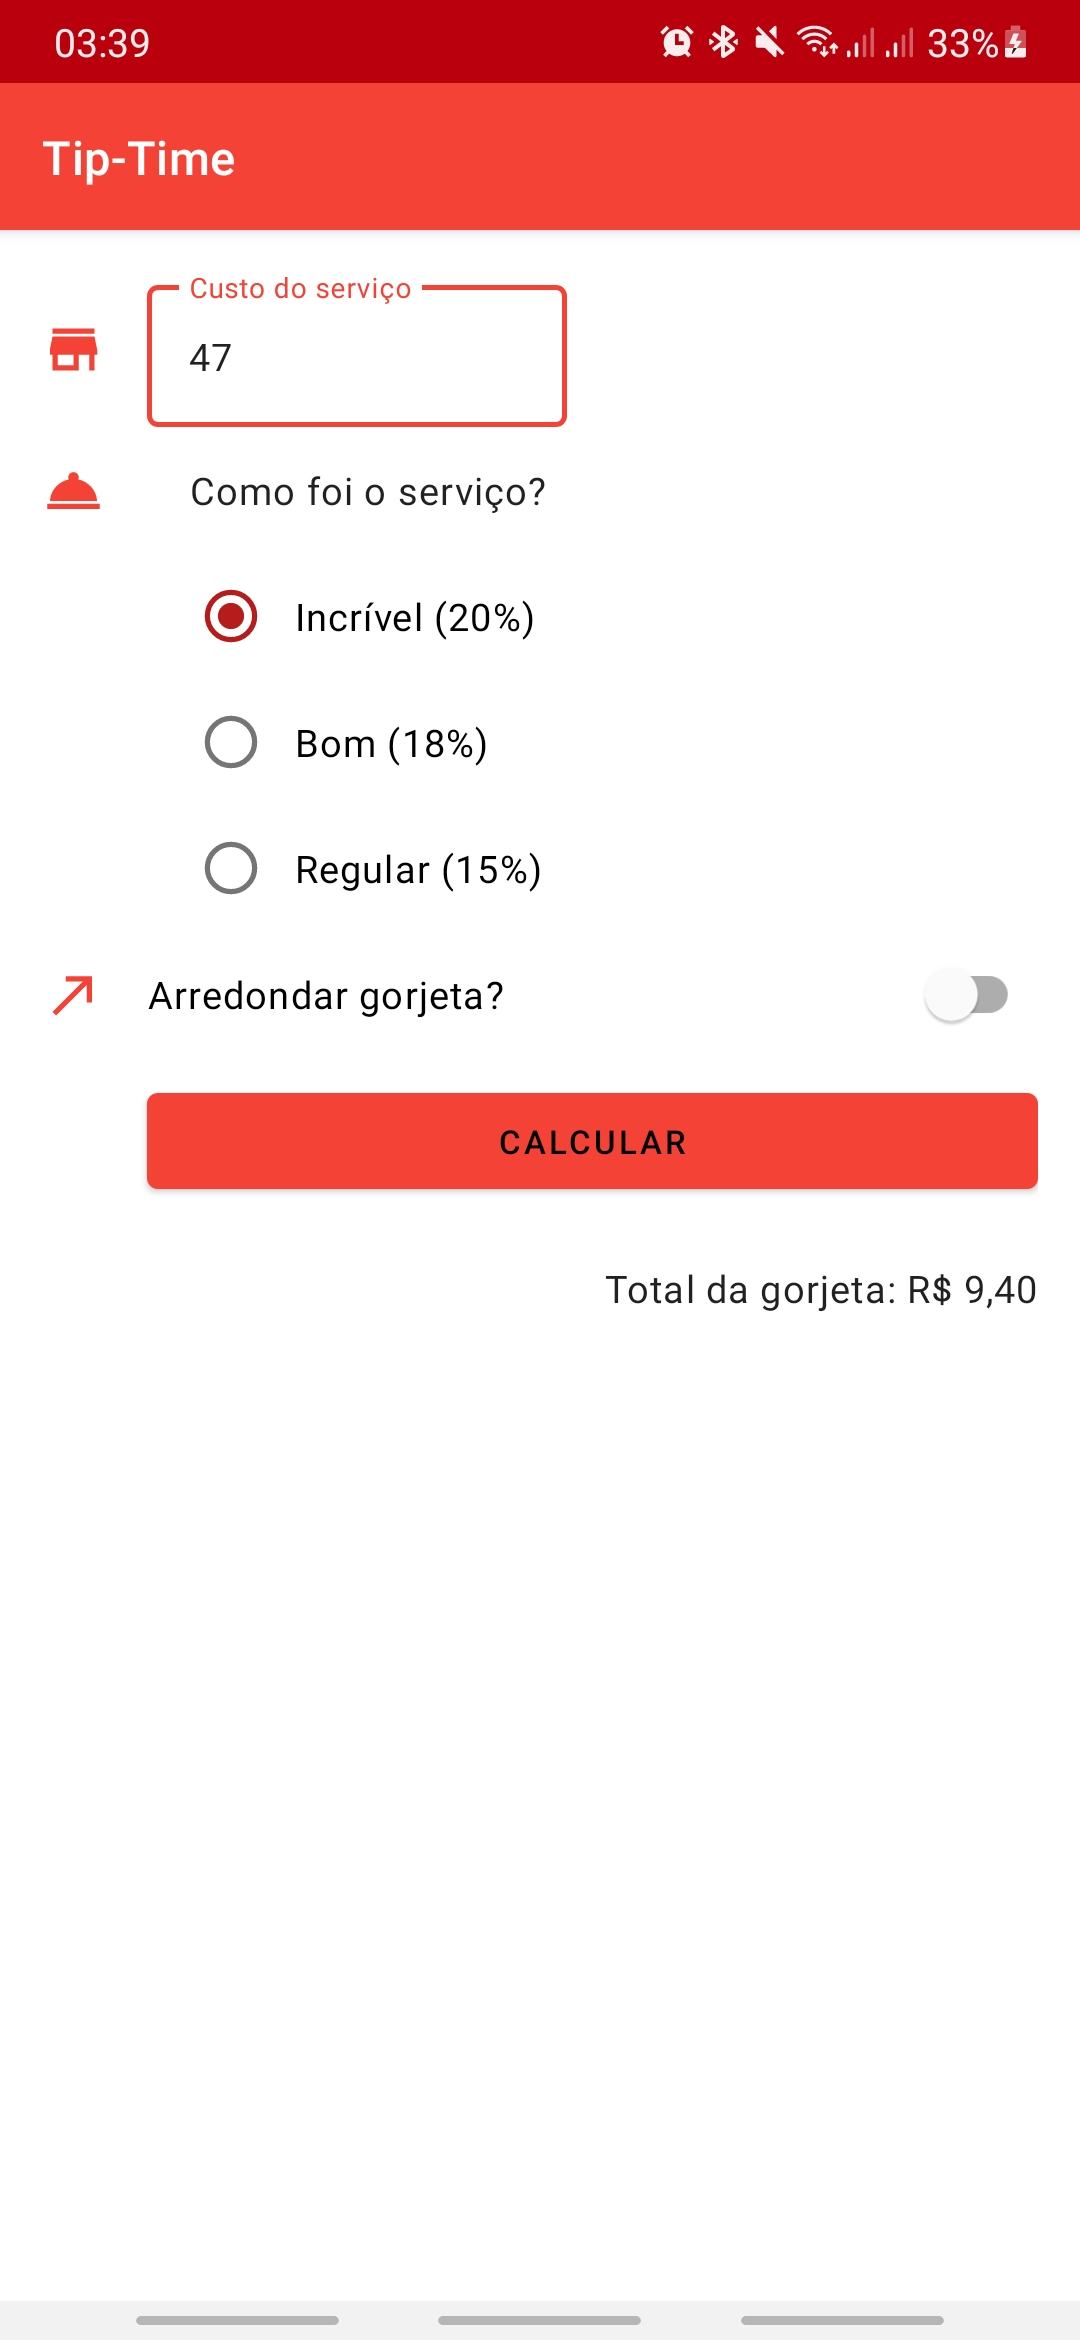 03:39 33%
Tip-Time
Custo do serviço
47
Como foi o serviço?
Incrível (20%)
Bom (18%)
Regular (15%)
Arredondar gorjeta?
CALCULAR
Total da gorjeta: R$ 9,40